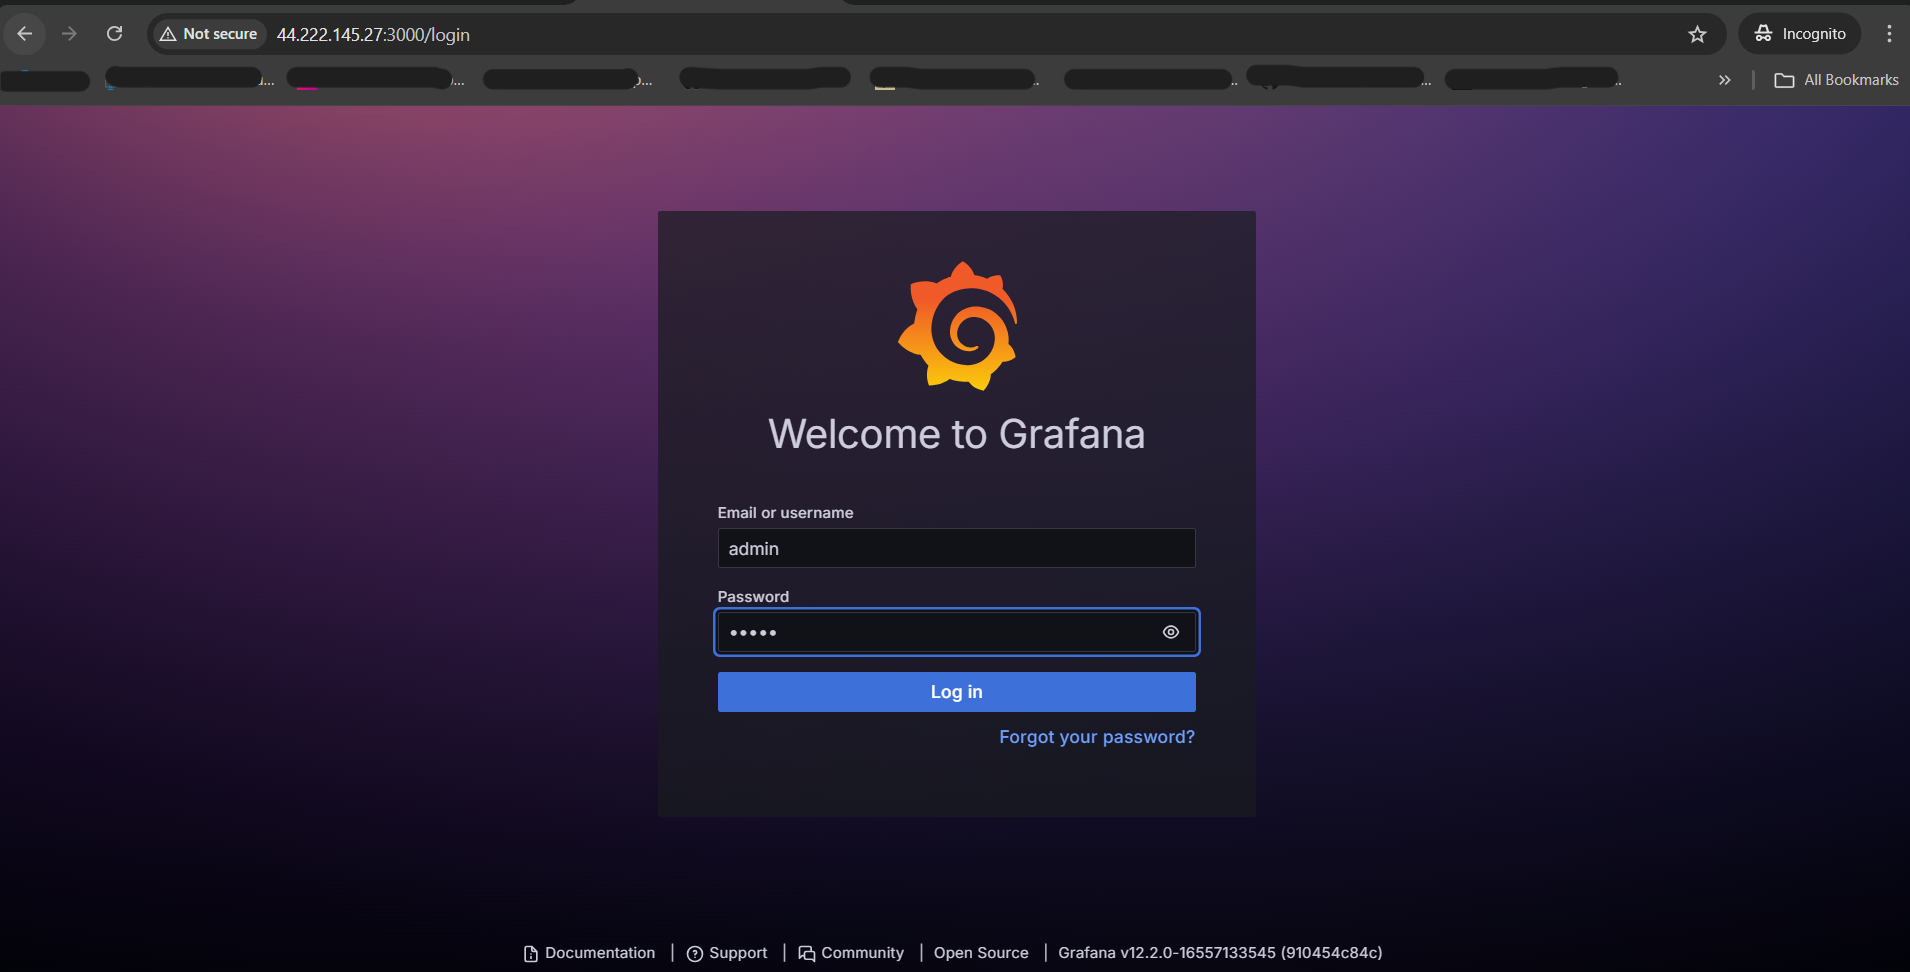 Not secure 44.222.145.27:3000/login Incognito
All Bookmarks
Welcome to Grafana
Email or username
admin
Password
Log in
Forgot your password?
Documentation | Support | Community | Open Source | Grafana v12.2.0-16557133545 (910454c84c)